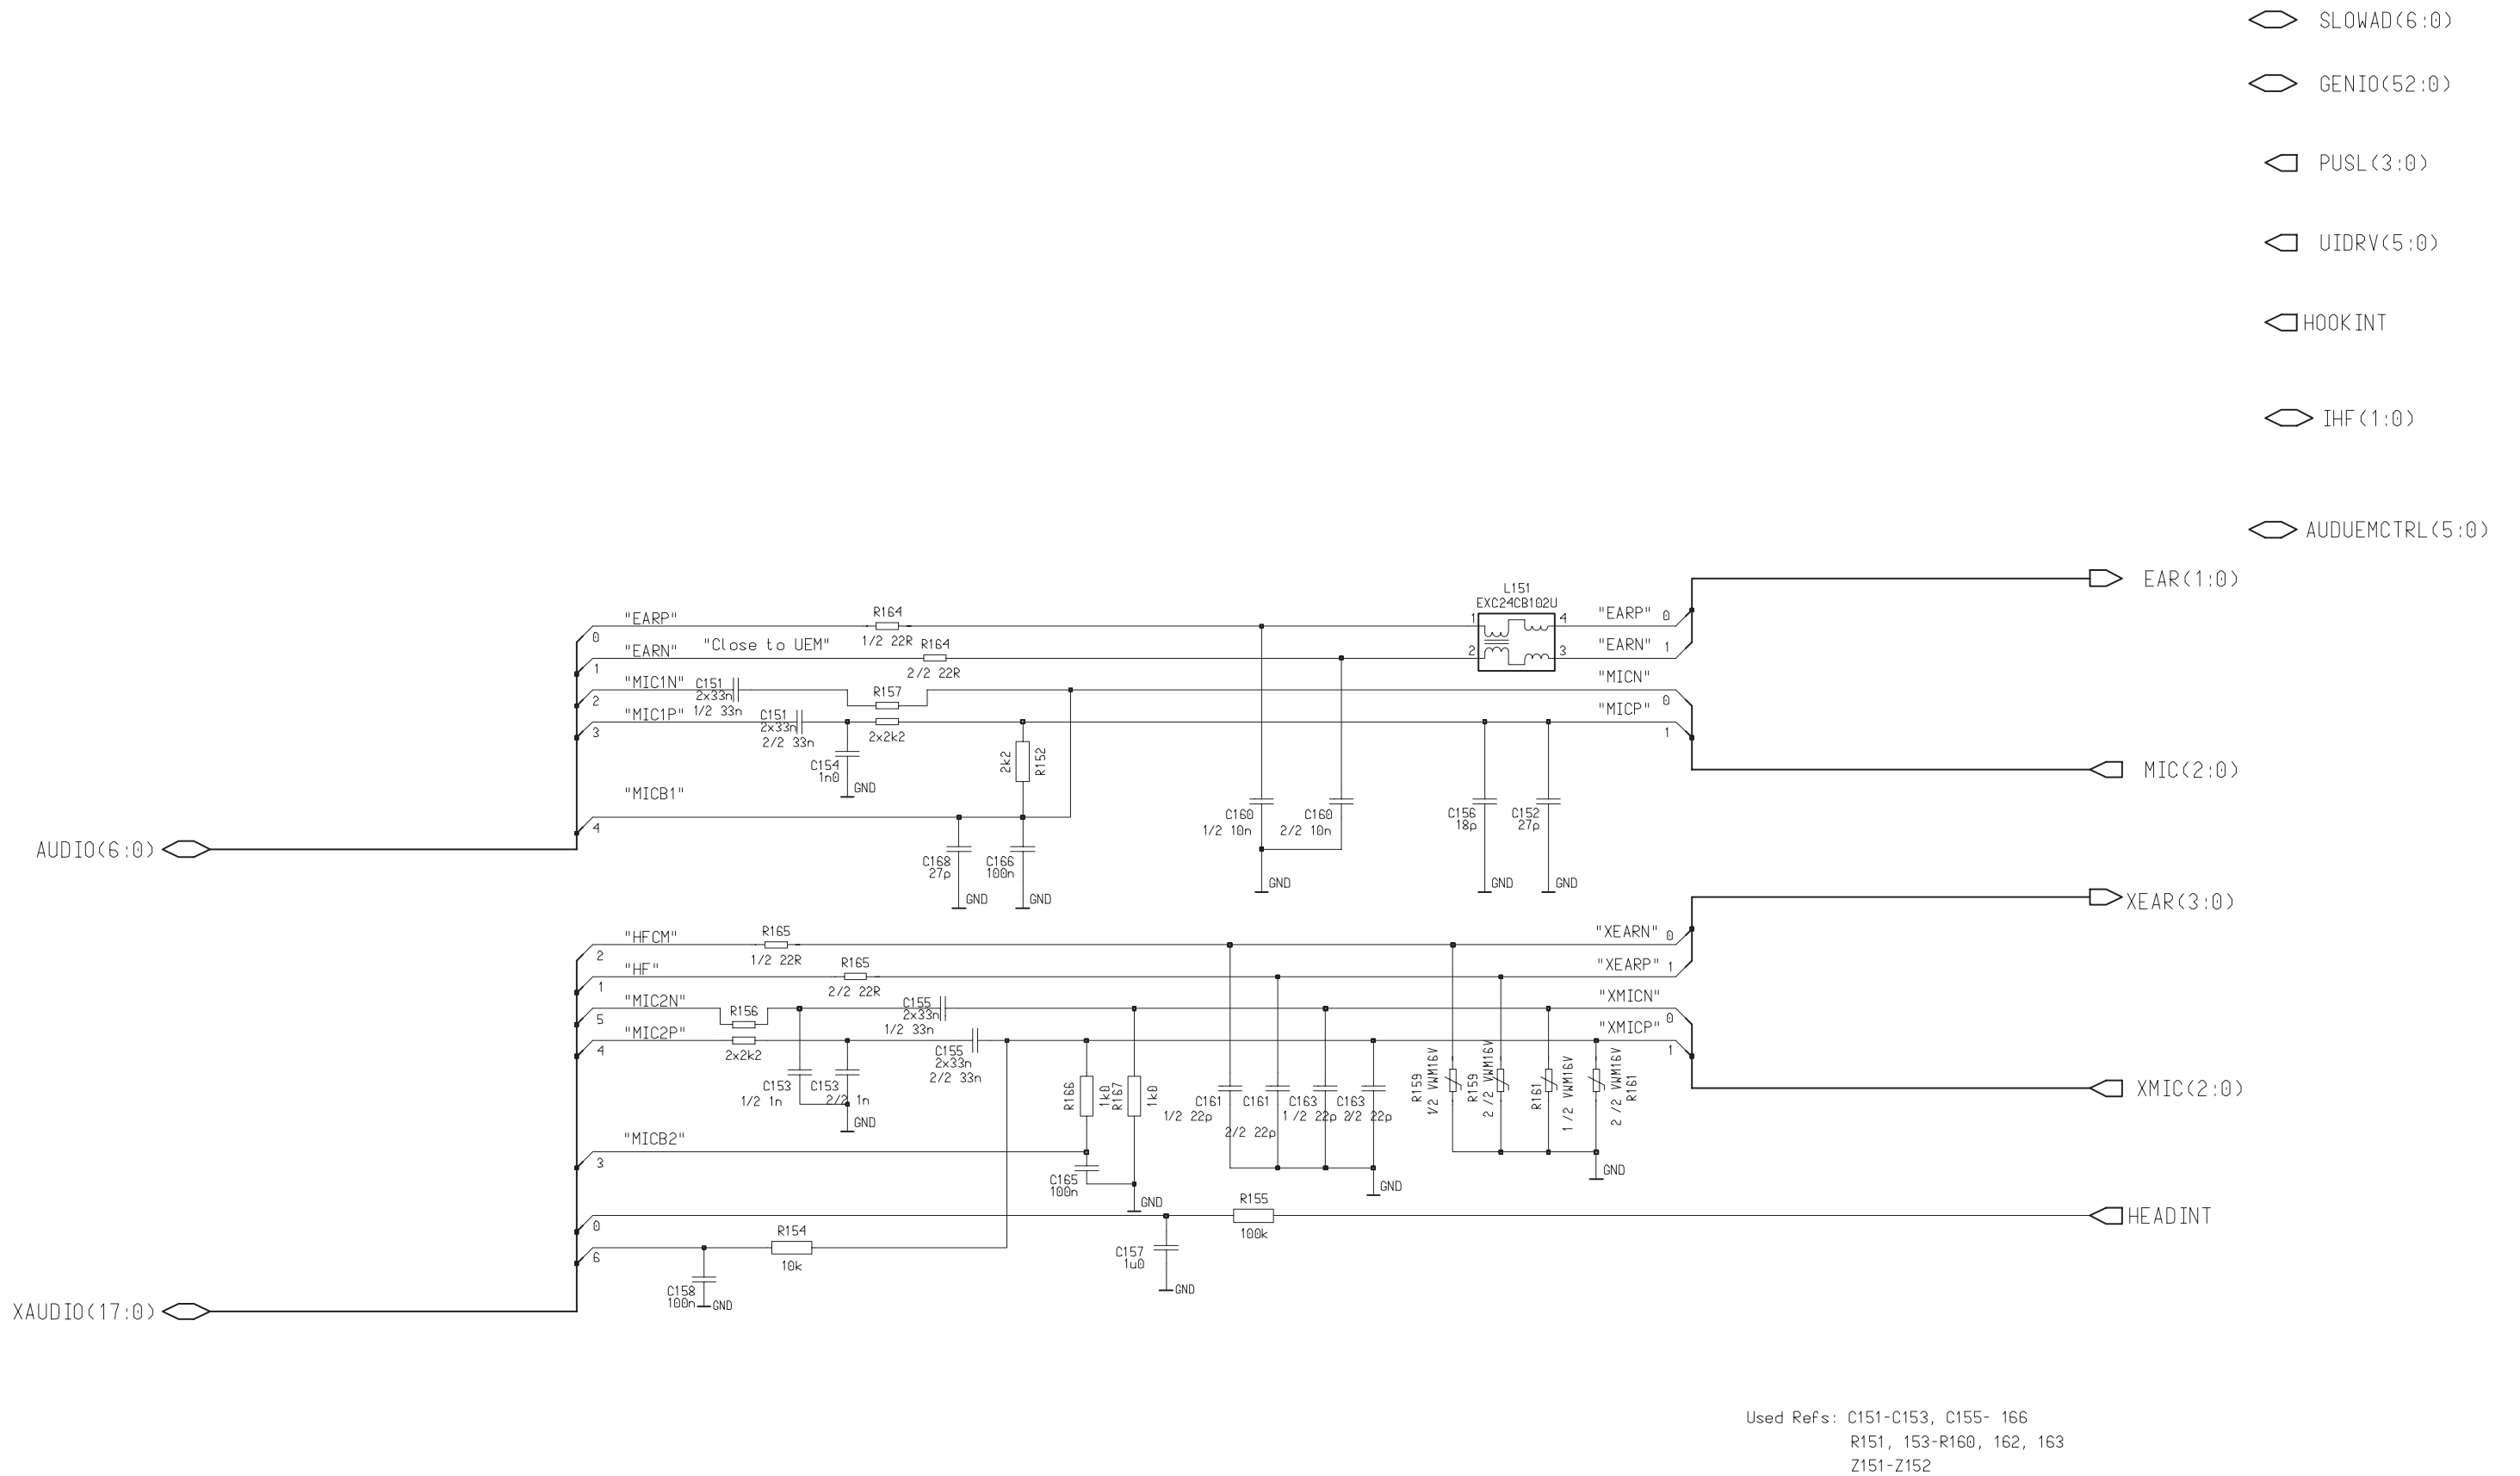 SLOWAD(6:0)
GENIO(52:0)
PUSL(3:0)
UIDRV(5:0)
HOOKINT
IHF(1:0)
AUDUEMCTRL(5:0)
EAR(1:0)
L151
EXC24CB102U
"EARP"
0
R164
1/2 22R
1
4
"EARP"
0
"EARN"
1
"Close to UEM"
R164
2/2 22R
2
3
"EARN"
1
"MIC1N"
2
C151
2x33n
1/2 33n
R157
"MICN"
0
"MIC1P"
3
C151
2x33n
2/2 33n
2x2k2
"MICP"
1
C154
1n0
GND
2k2
R152
MIC(2:0)
"MICB1"
4
C160
1/2 10n
C160
2/2 10n
C156
18p
C152
27p
AUDIO(6:0)
C168
27p
C166
100n
GND
GND
GND
GND
GND
XEAR(3:0)
"HFCM"
2
R165
1/2 22R
"XEARN"
0
"HF"
1
R165
2/2 22R
"XEARP"
1
"MIC2N"
5
R156
C155
2x33n
1/2 33n
"XMICN"
0
"MIC2P"
4
2x2k2
C155
2x33n
2/2 33n
"XMICP"
1
C153
1/2 1n
C153
2/2 1n
GND
R166
1k0
R167
1k0
C161
1/2 22p
C161
2/2 22p
C163
1/2 22p
C163
2/2 22p
R159
1/2 VWM16V
R159
2/2 VWM16V
R161
1/2 VWM16V
2/2 VWM16V
R161
XMIC(2:0)
"MICB2"
3
C165
100n
GND
GND
GND
0
R155
100k
HEADINT
6
R154
10k
C157
1u0
GND
C158
100n
GND
XAUDIO(17:0)
Used Refs: C151-C153, C155- 166
R151, 153-R160, 162, 163
Z151-Z152